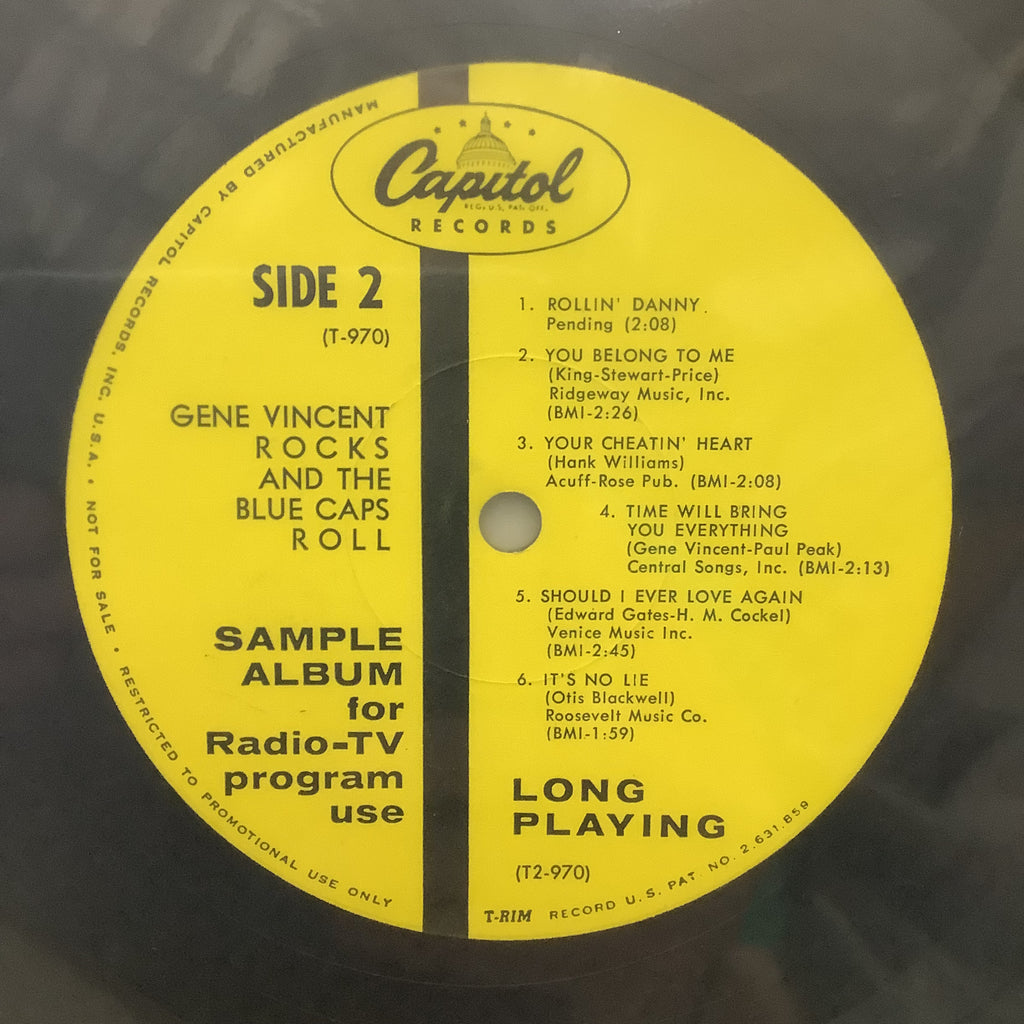 Capitol
REG. U.S. PAT. OFF.
RECORDS
SIDE 2
(T-970)
GENE VINCENT
ROCKS
AND THE
BLUE CAPS
ROLL
SAMPLE
ALBUM
for
Radio-TV
program
use
1. ROLLIN' DANNY
Pending (2:08)
2. YOU BELONG TO ME
(King-Stewart-Price)
Ridgeway Music, Inc.
(BMI-2:26)
3. YOUR CHEATIN' HEART
(Hank Williams)
Acuff-Rose Pub. (BMI-2:08)
4. TIME WILL BRING
YOU EVERYTHING
(Gene Vincent-Paul Peak)
Central Songs, Inc. (BMI-2:13)
5. SHOULD I EVER LOVE AGAIN
(Edward Gates-H. M. Cockel)
Venice Music Inc.
(BMI-2:45)
6. IT'S NO LIE
(Otis Blackwell)
Roosevelt Music Co.
(BMI-1:59)
LONG
PLAYING
(T2-970)
T-RIM RECORD U.S. PAT. NO. 2,631,859
MANUFACTURED BY CAPITOL RECORDS, INC. U.S.A. • NOT FOR SALE • RESTRICTED TO PROMOTIONAL USE ONLY